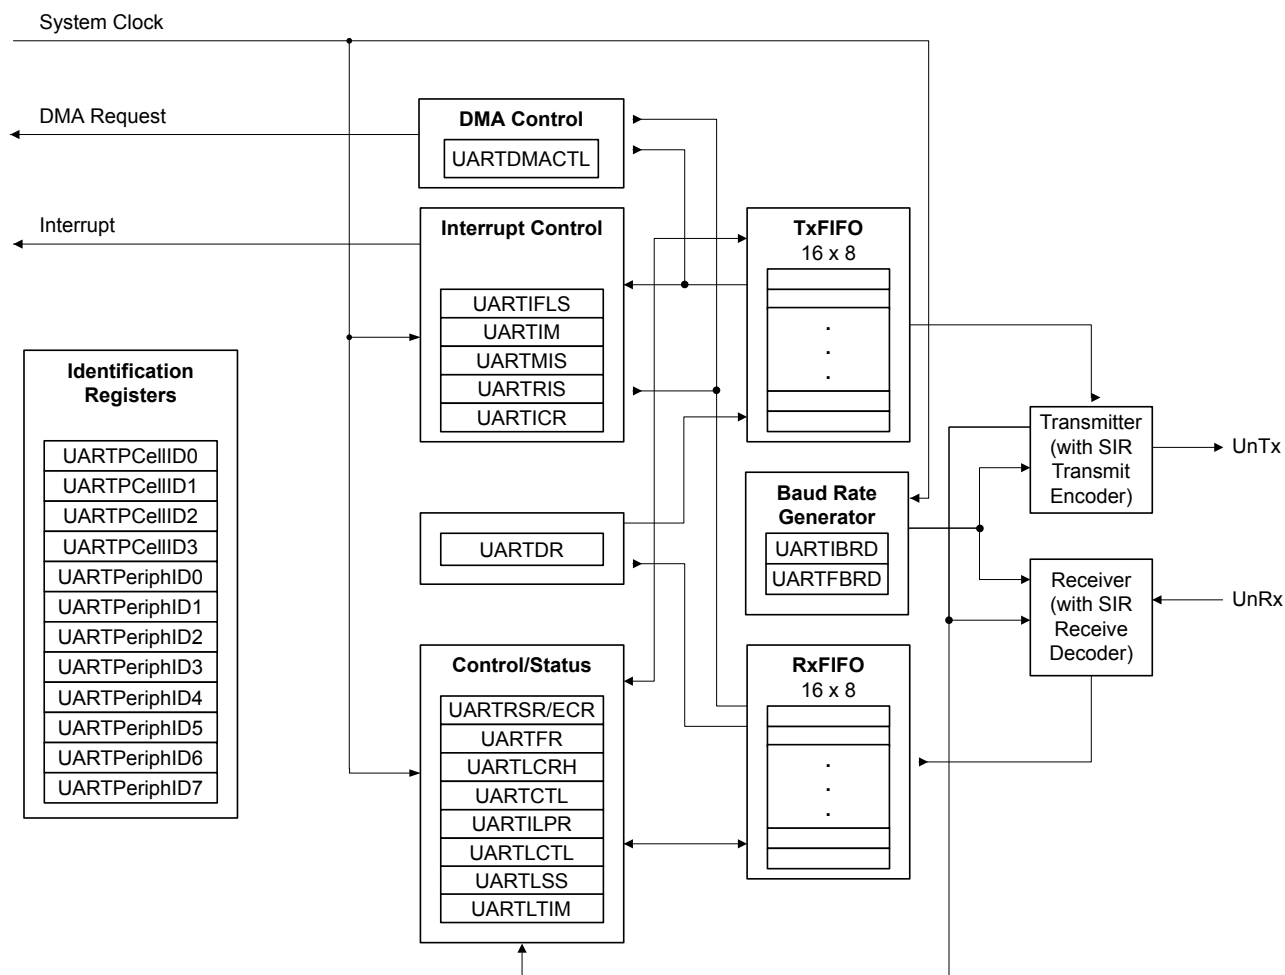 System Clock
DMA Request
DMA Control
UARTDMACTL
Interrupt
Interrupt Control
UARTIFLS
UARTIM
UARTMIS
UARTRIS
UARTICR
TxFIFO
16 x 8
.
.
.
Identification
Registers
UARTPCellID0
UARTPCellID1
UARTPCellID2
UARTPCellID3
UARTPeriphID0
UARTPeriphID1
UARTPeriphID2
UARTPeriphID3
UARTPeriphID4
UARTPeriphID5
UARTPeriphID6
UARTPeriphID7
UARTDR
Baud Rate
Generator
UARTIBRD
UARTFBRD
Transmitter
(with SIR
Transmit
Encoder)
UnTx
Receiver
(with SIR
Receive
Decoder)
UnRx
Control/Status
UARTRSR/ECR
UARTFR
UARTLCRH
UARTCTL
UARTILPR
UARTLCTL
UARTLSS
UARTLTIM
RxFIFO
16 x 8
.
.
.